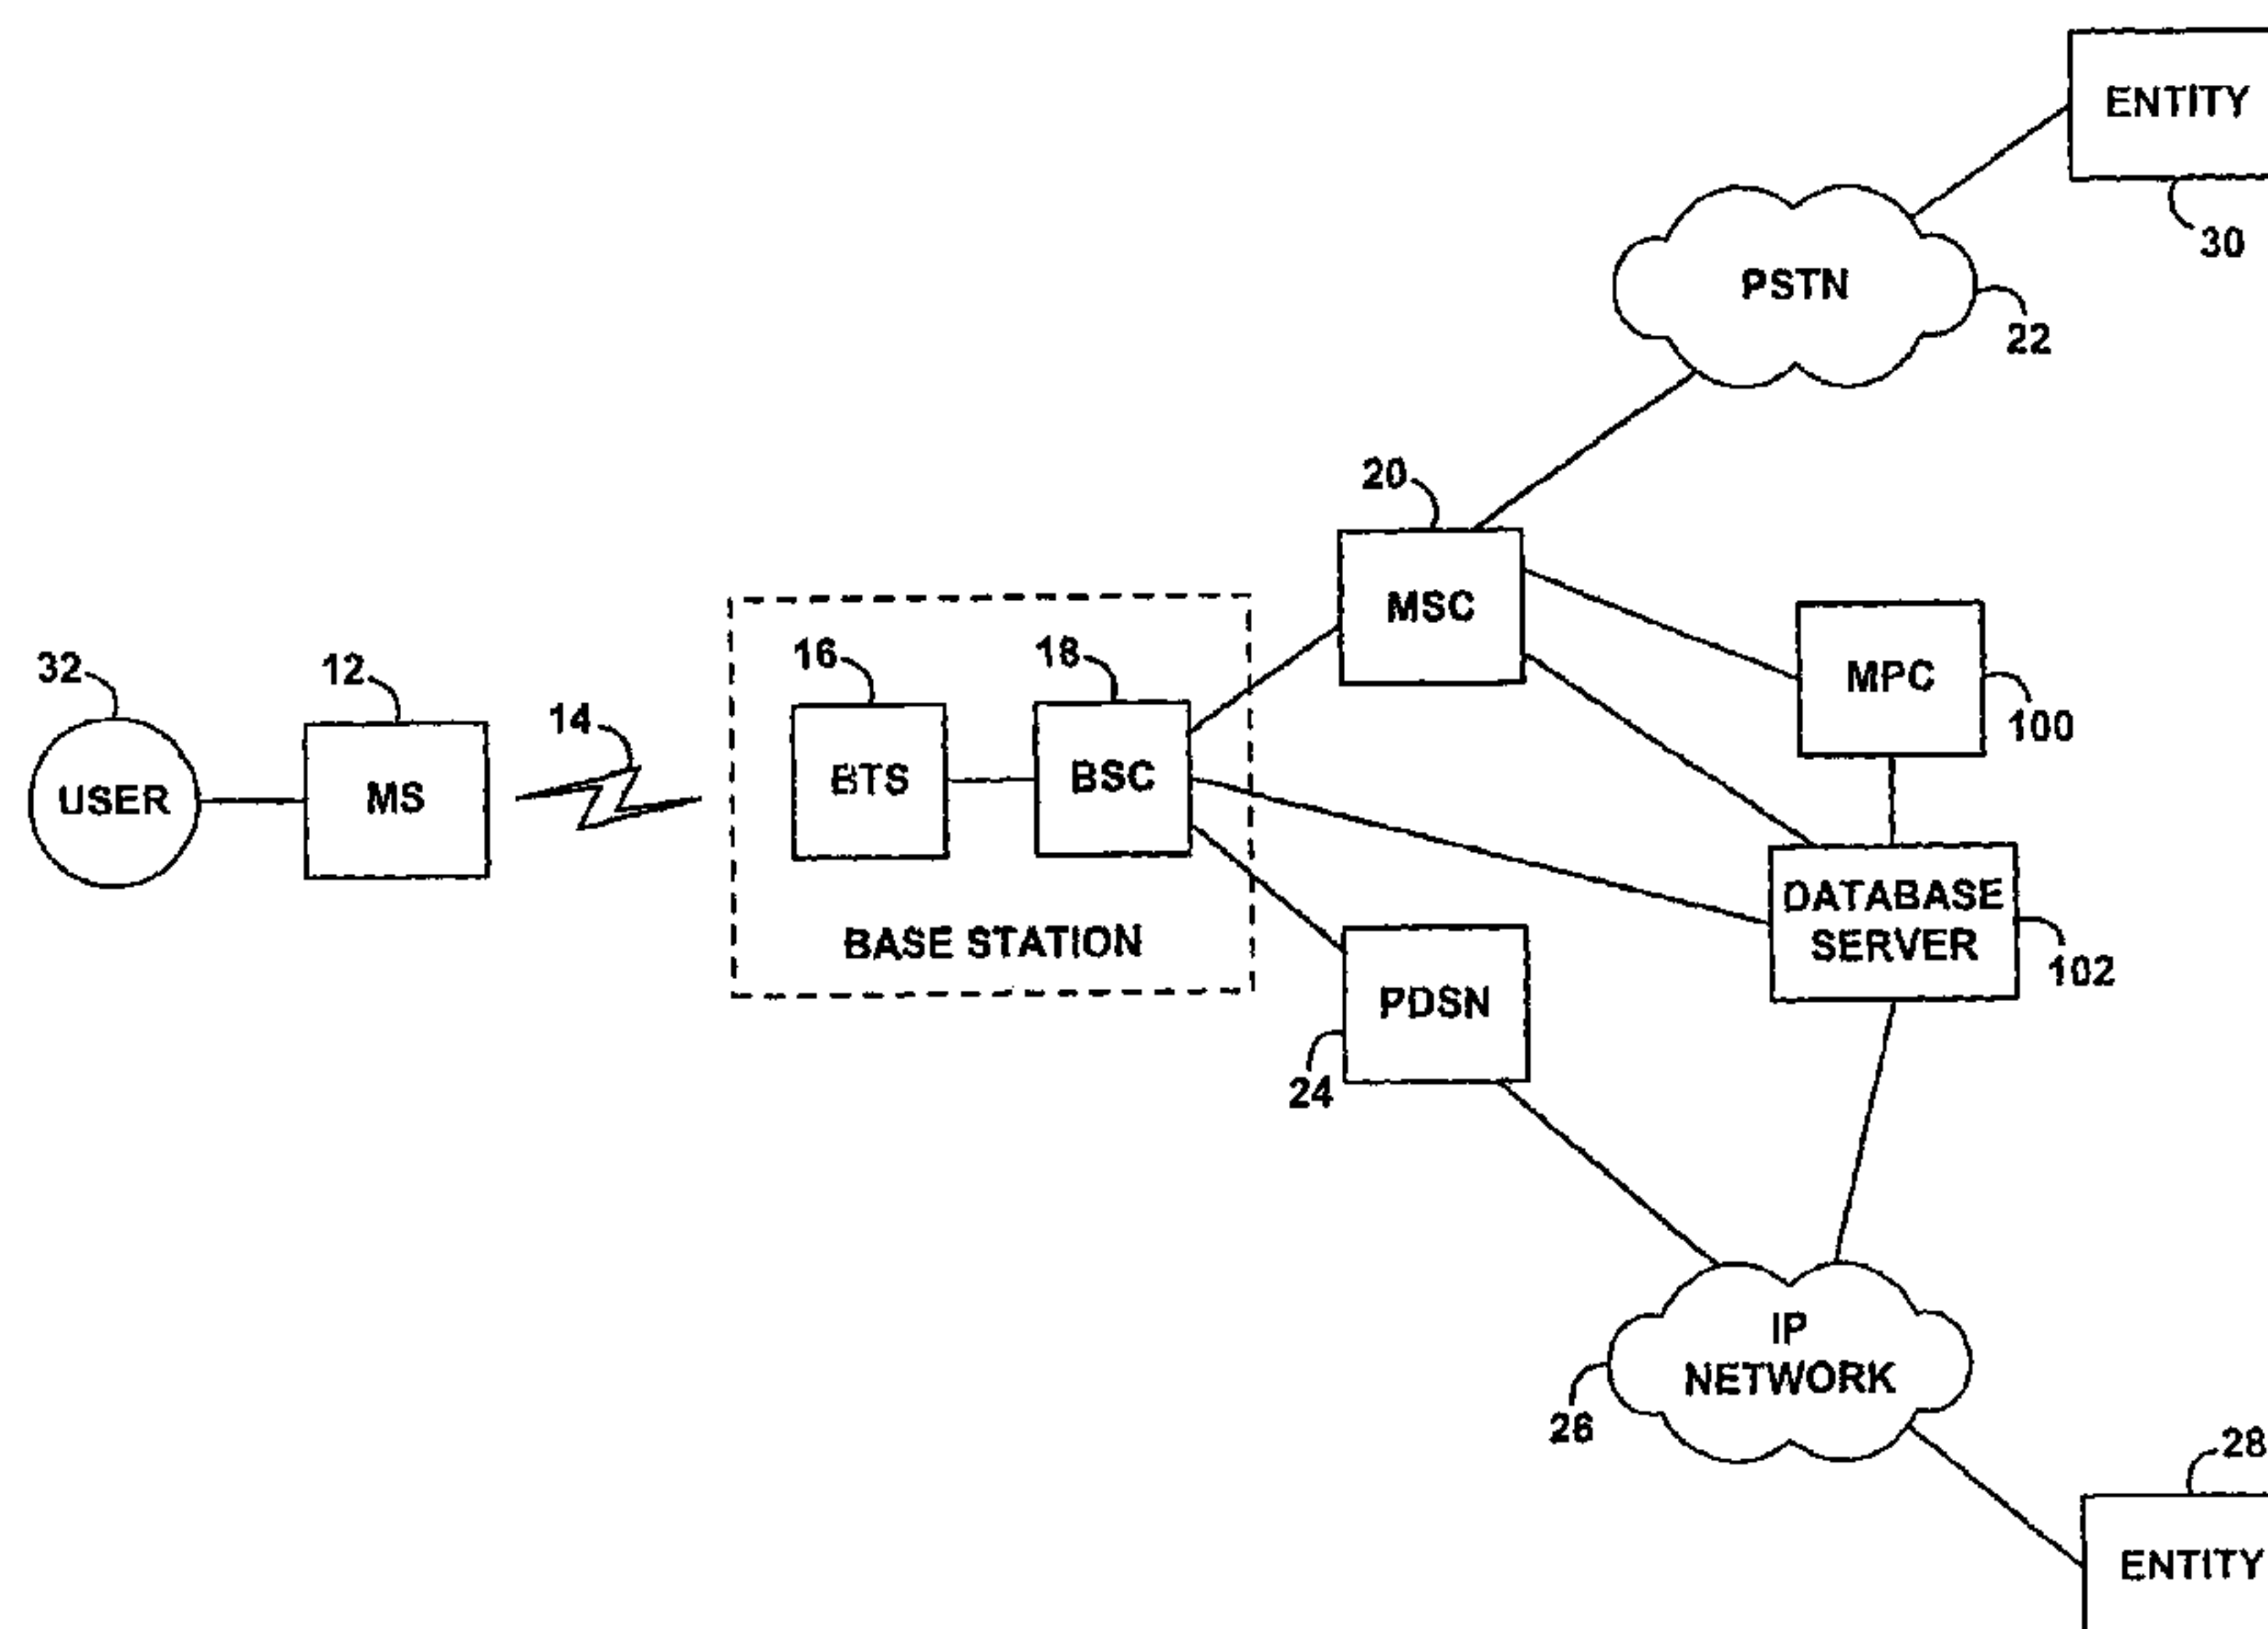 ENTITY
30
PSTN
22
20
MSC
MPC
100
32
USER
12
MS
14
16
BTS
18
BSC
BASE STATION
DATABASE
SERVER
102
PDSN
24
IP
NETWORK
26
28
ENTITY